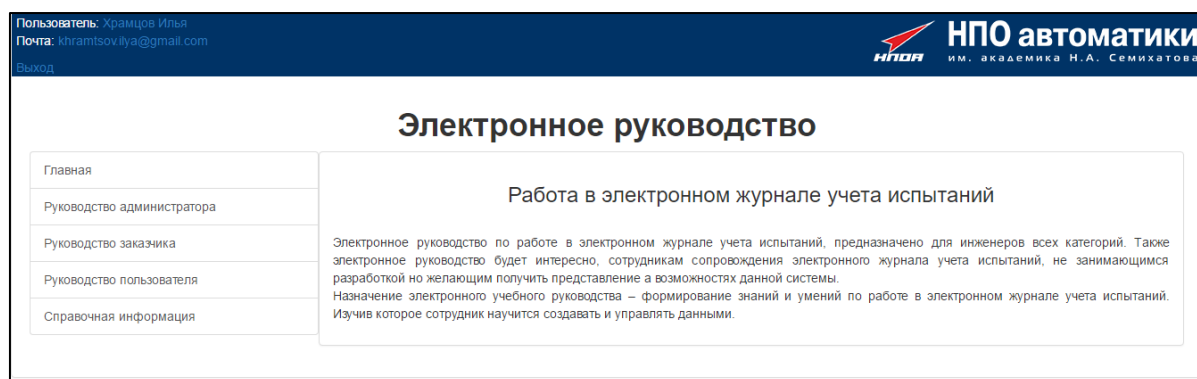 Пользователь: Храмцов Илья
Почта: khramtsov.ilya@gmail.com
Выход
НПОА
НПО автоматики
им. академика Н.А. Семихатова
Электронное руководство
Главная
Руководство администратора
Руководство заказчика
Руководство пользователя
Справочная информация
Работа в электронном журнале учета испытаний
Электронное руководство по работе в электронном журнале учета испытаний, предназначено для инженеров всех категорий. Также
электронное руководство будет интересно, сотрудникам сопровождения электронного журнала учета испытаний, не занимающимся
разработкой но желающим получить представление а возможностях данной системы.
Назначение электронного учебного руководства – формирование знаний и умений по работе в электронном журнале учета испытаний.
Изучив которое сотрудник научится создавать и управлять данными.